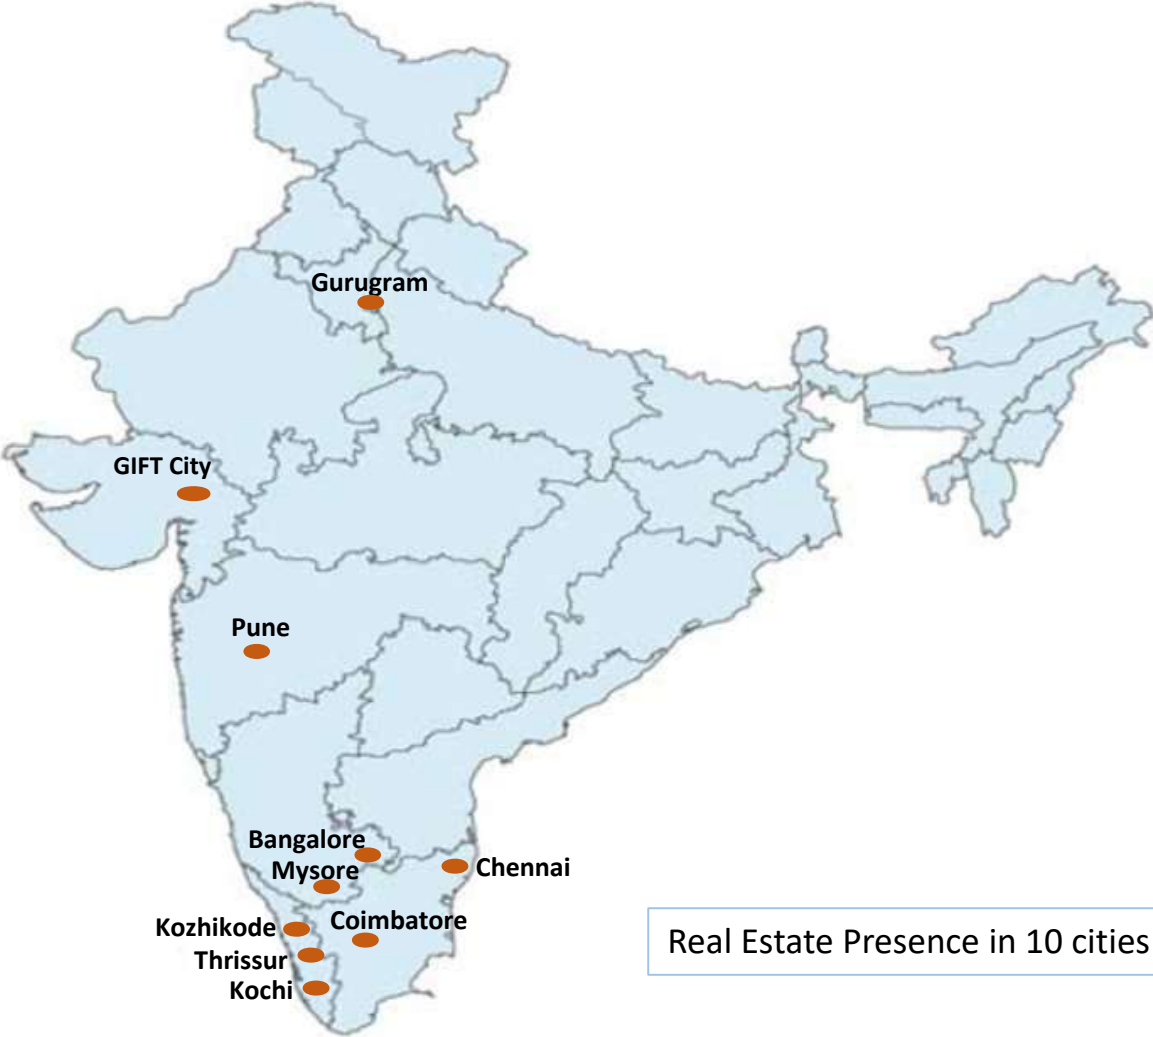 Gurugram
GIFT City
Pune
Bangalore
Mysore
Chennai
Kozhikode
Coimbatore
Thrissur
Kochi
Real Estate Presence in 10 cities